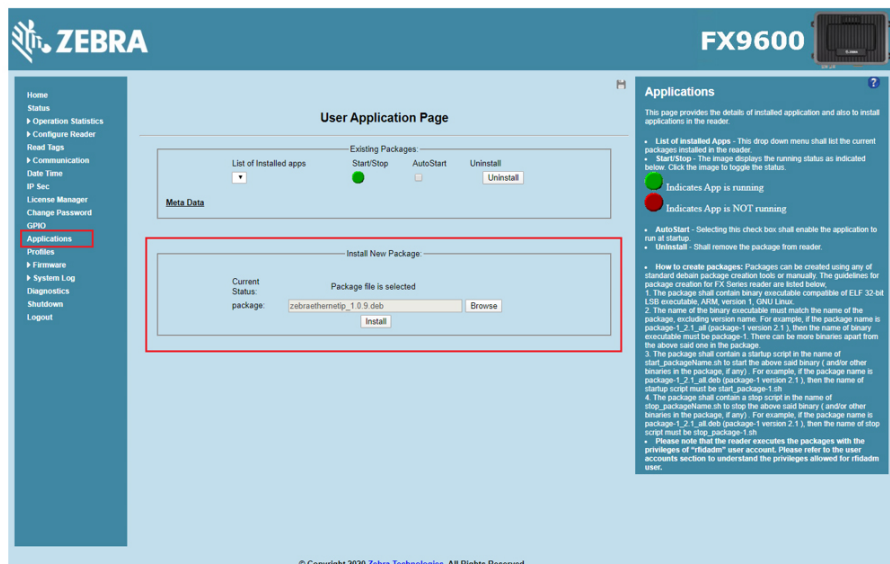 ZEBRA
FX9600
Home
Status
Operation Statistics
Configure Reader
Read Tags
Communication
Date Time
IP Sec
License Manager
Change Password
GPIO
Applications
Profiles
Firmware
System Log
Diagnostics
Shutdown
Logout
User Application Page
Existing Packages:
List of Installed apps Start/Stop AutoStart Uninstall
Uninstall
Meta Data
Install New Package:
Current
Status:
Package file is selected
package: zebraethernetip_1.0.9.deb Browse
Install
?
Applications
This page provides the details of installed application and also to install
applications in the reader.
• List of installed Apps - This drop down menu shall list the current
packages installed in the reader.
• Start/Stop - The image displays the running status as indicated
below. Click the image to toggle the status.
Indicates App is running
Indicates App is NOT running
• AutoStart - Selecting this check box shall enable the application to
run at startup.
• Uninstall - Shall remove the package from reader.
• How to create packages: Packages can be created using any of
standard debain package creation tools or manually. The guidelines for
package creation for FX Series reader are listed below,
1. The package shall contain binary executable compatible of ELF 32-bit
LSB executable, ARM, version 1, GNU Linux.
2. The name of the binary executable must match the name of the
package, excluding version name. For example, if the package name is
package-1_2.1_all (package-1 version 2.1 ), then the name of binary
executable must be package-1. There can be more binaries apart from
the above said one in the package.
3. The package shall contain a startup script in the name of
start_packageName.sh to start the above said binary ( and/or other
binaries in the package, if any) . For example, if the package name is
package-1_2.1_all.deb (package-1 version 2.1 ), then the name of
startup script must be start_package-1.sh
4. The package shall contain a stop script in the name of
stop_packageName.sh to stop the above said binary ( and/or other
binaries in the package, if any) . For example, if the package name is
package-1_2.1_all.deb (package-1 version 2.1 ), then the name of stop
script must be stop_package-1.sh
• Please note that the reader executes the packages with the
privileges of "rfidadm" user account. Please refer to the user
accounts section to understand the privileges allowed for rfidadm
user.
© Copyright 2020 Zebra Technologies. All Rights Reserved